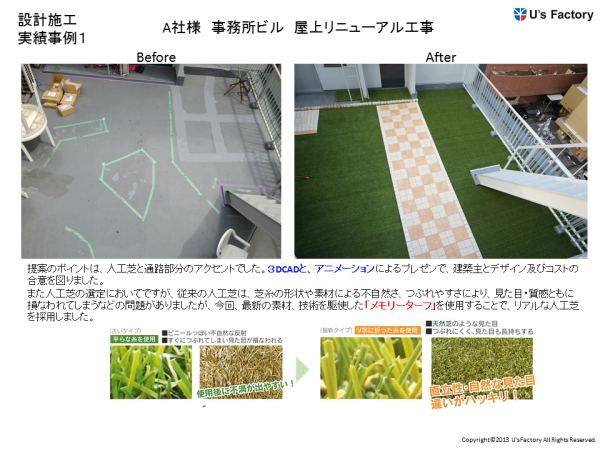 設計施工
実績事例１
A社様　事務所ビル　屋上リニューアル工事
U's Factory
Before
After
提案のポイントは、人工芝と通路部分のアクセントでした。３DCADと、アニメーションによるプレゼンで、建築主とデザイン及びコストの
合意を図りました。
また人工芝の選定においてですが、従来の人工芝は、芝糸の形状や素材による不自然さ、つぶれやすさにより、見た目・質感ともに
損なわれてしまうなどの問題がありましたが、今回、最新の素材、技術を駆使した「メモリーターフ」を使用することで、リアルな人工芝
を採用しました。
[古いタイプ]
平らな糸を使用
■ビニールっぽい不自然な反射
■すぐにつぶれてしまい見た目が損なわれる
使用後に不満が出やすい！
[最新タイプ]
V字に折った糸を使用
■天然芝のような見た目
■つぶれにくく、見た目も長持ちする
直立性・自然な見た目
違いがハッキリ！
Copyright©2013 U'sFactory All Rights Reserved.